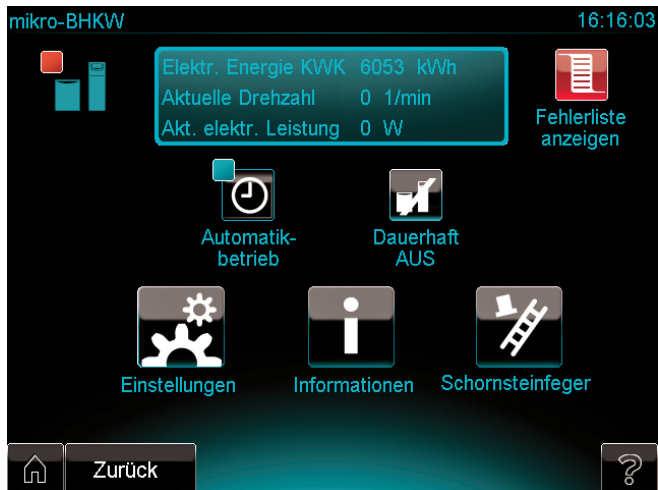 mikro-BHKW 16:16:03
Elektr. Energie KWK 6053 kWh
Aktuelle Drehzahl 0 1/min
Akt. elektr. Leistung 0 W
Fehlerliste
anzeigen
Automatik-
betrieb
Dauerhaft
AUS
Einstellungen
Informationen
Schornsteinfeger
Zurück
?